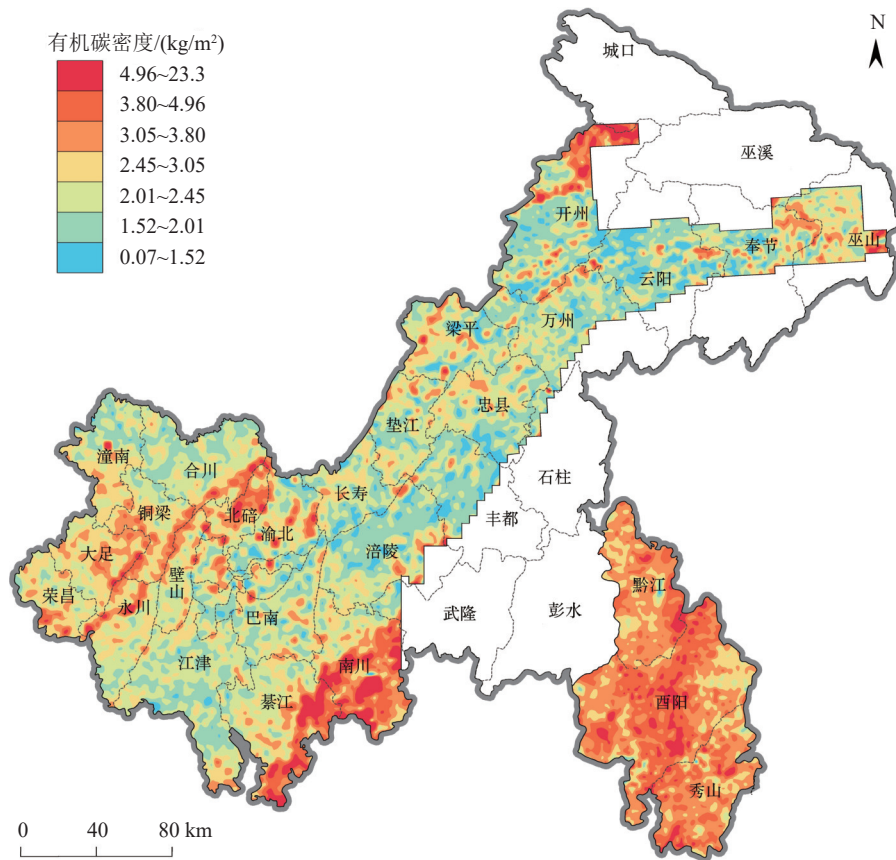 有机碳密度/(kg/m²)
4.96~23.3
3.80~4.96
3.05~3.80
2.45~3.05
2.01~2.45
1.52~2.01
0.07~1.52
N
城口
巫溪
开州
奉节
巫山
云阳
万州
梁平
忠县
垫江
石柱
潼南
合川
长寿
铜梁
北碚
渝北
丰都
大足
涪陵
荣昌
永川
璧山
巴南
武隆
彭水
黔江
江津
南川
綦江
酉阳
秀山
0 40 80 km